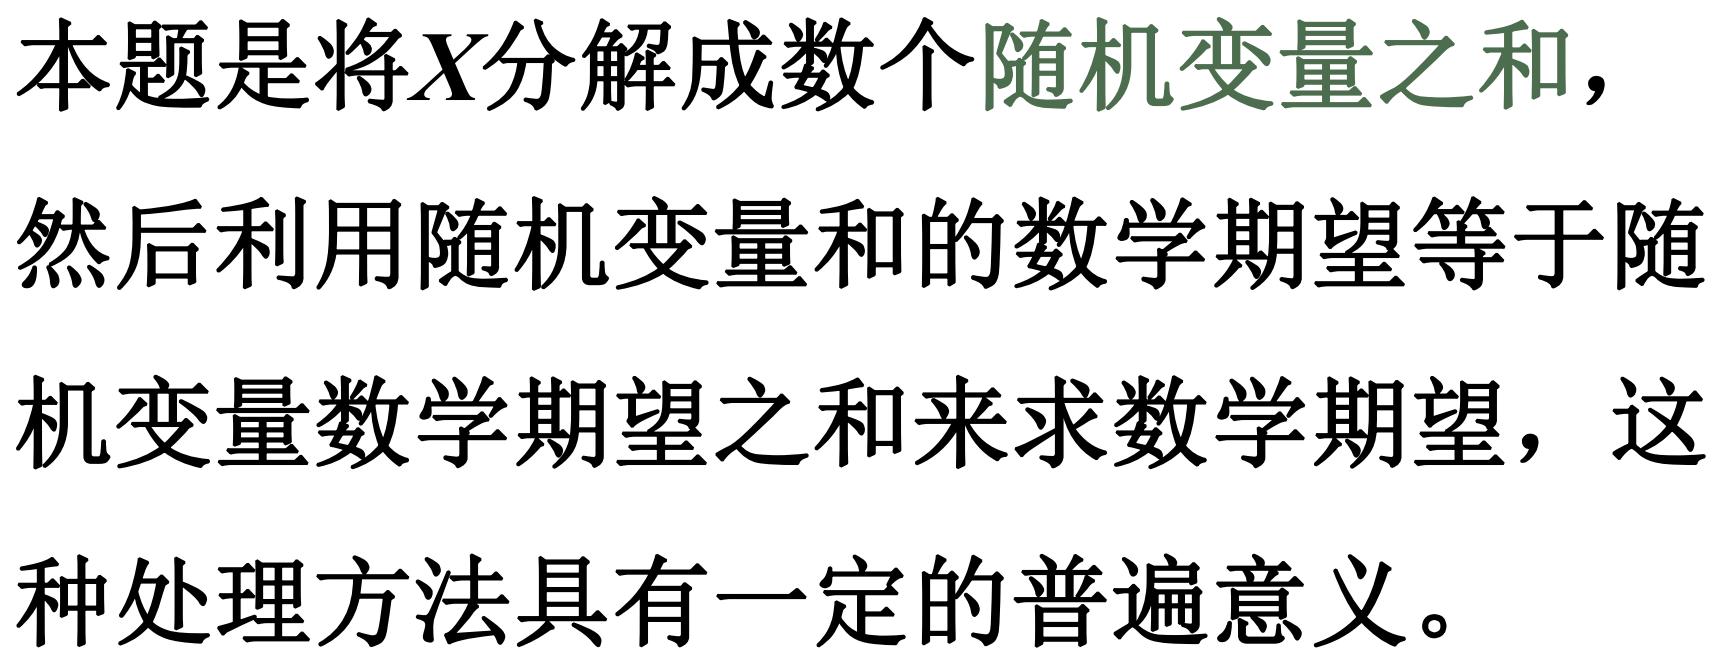 本题是将X分解成数个随机变量之和，
然后利用随机变量和的数学期望等于随
机变量数学期望之和来求数学期望，这
种处理方法具有一定的普遍意义。